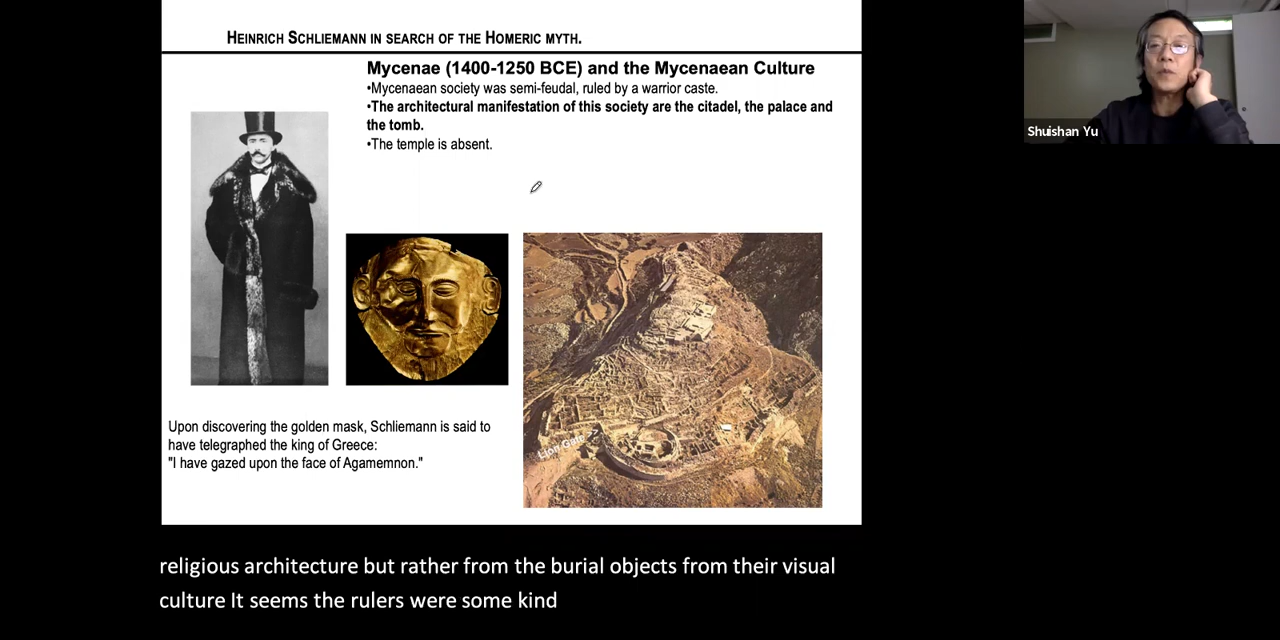 HEINRICH SCHLIEMANN IN SEARCH OF THE HOMERIC MYTH.
Mycenae (1400-1250 BCE) and the Mycenaean Culture
•Mycenaean society was semi-feudal, ruled by a warrior caste.
•The architectural manifestation of this society are the citadel, the palace and
the tomb.
•The temple is absent.
Shuishan Yu
Lion Gate
Upon discovering the golden mask, Schliemann is said to
have telegraphed the king of Greece:
"I have gazed upon the face of Agamemnon."
religious architecture but rather from the burial objects from their visual
culture It seems the rulers were some kind